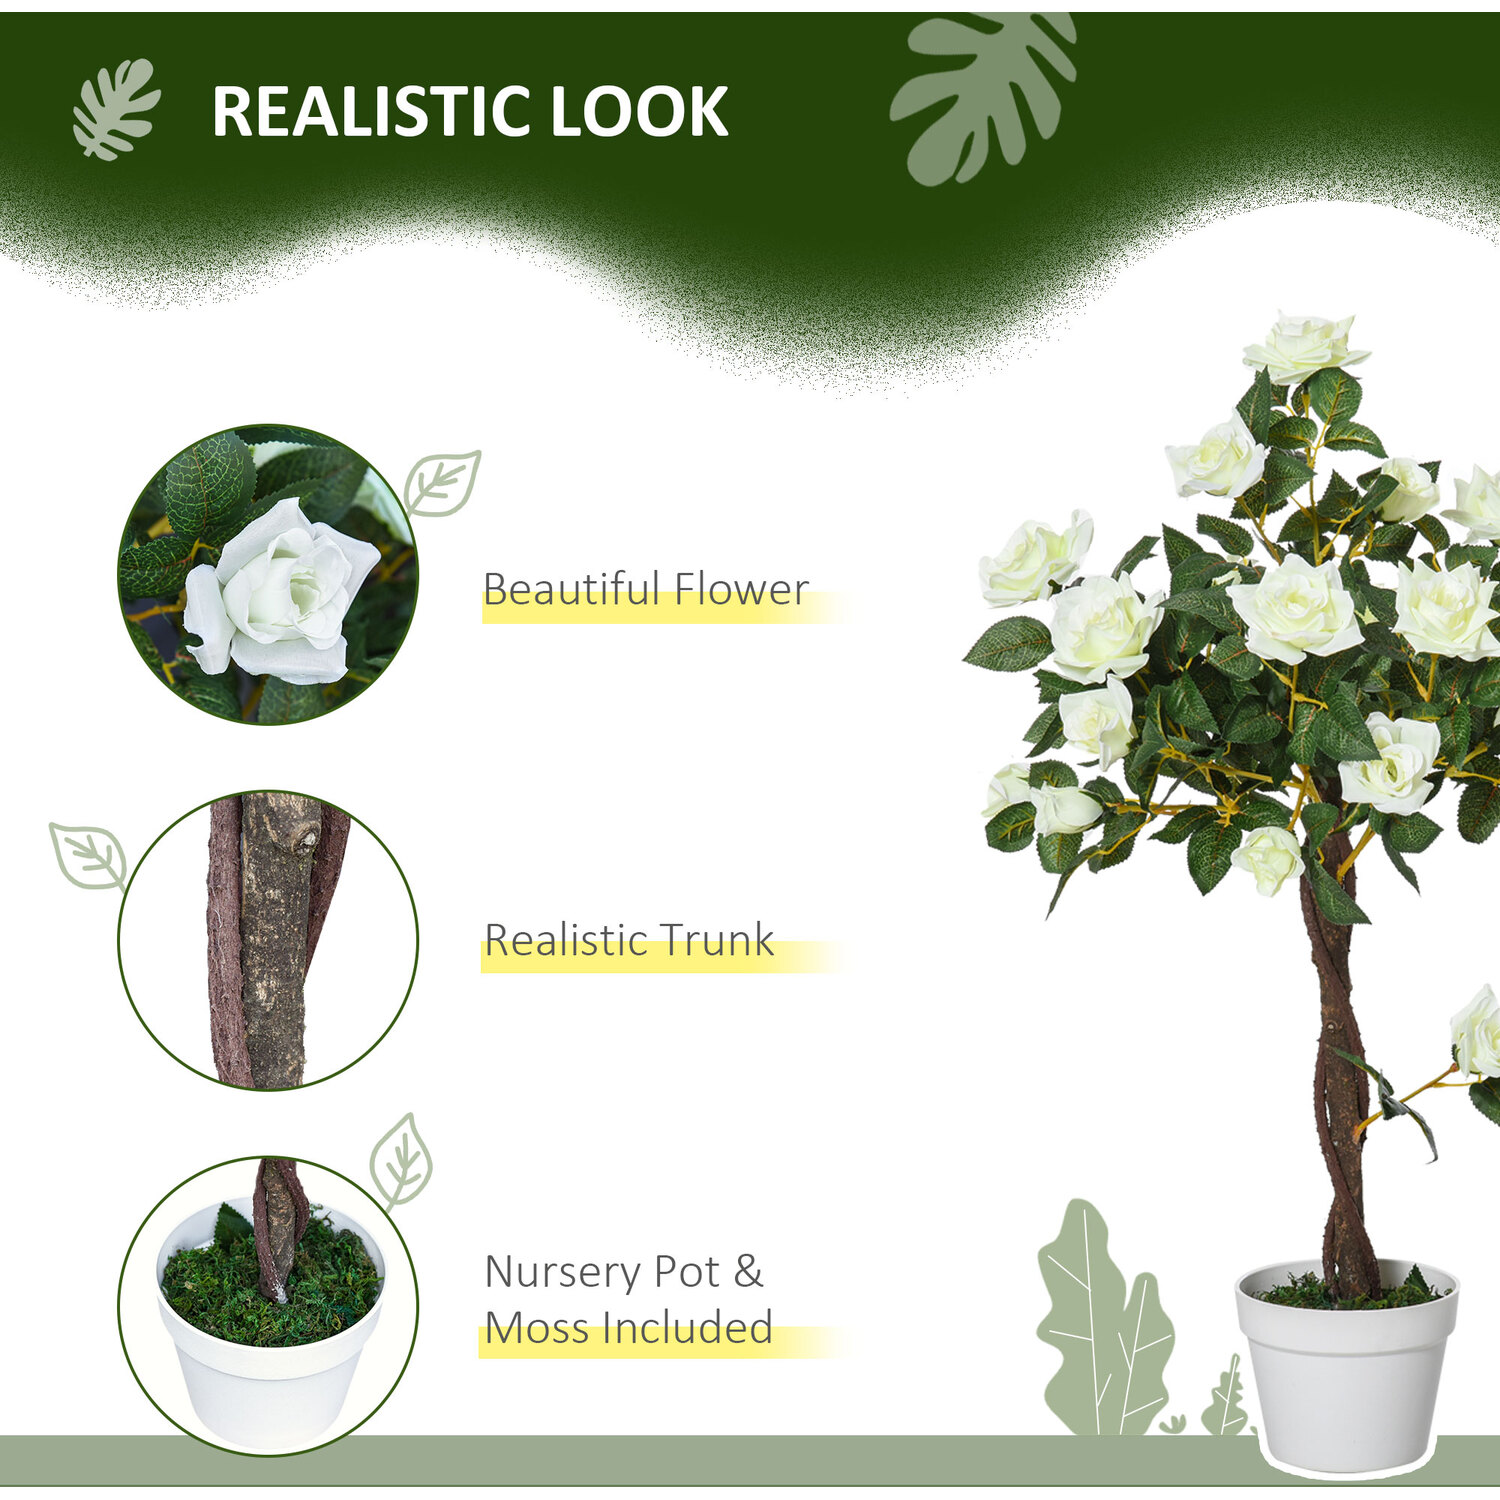 REALISTIC LOOK
Beautiful Flower
Realistic Trunk
Nursery Pot &
Moss Included